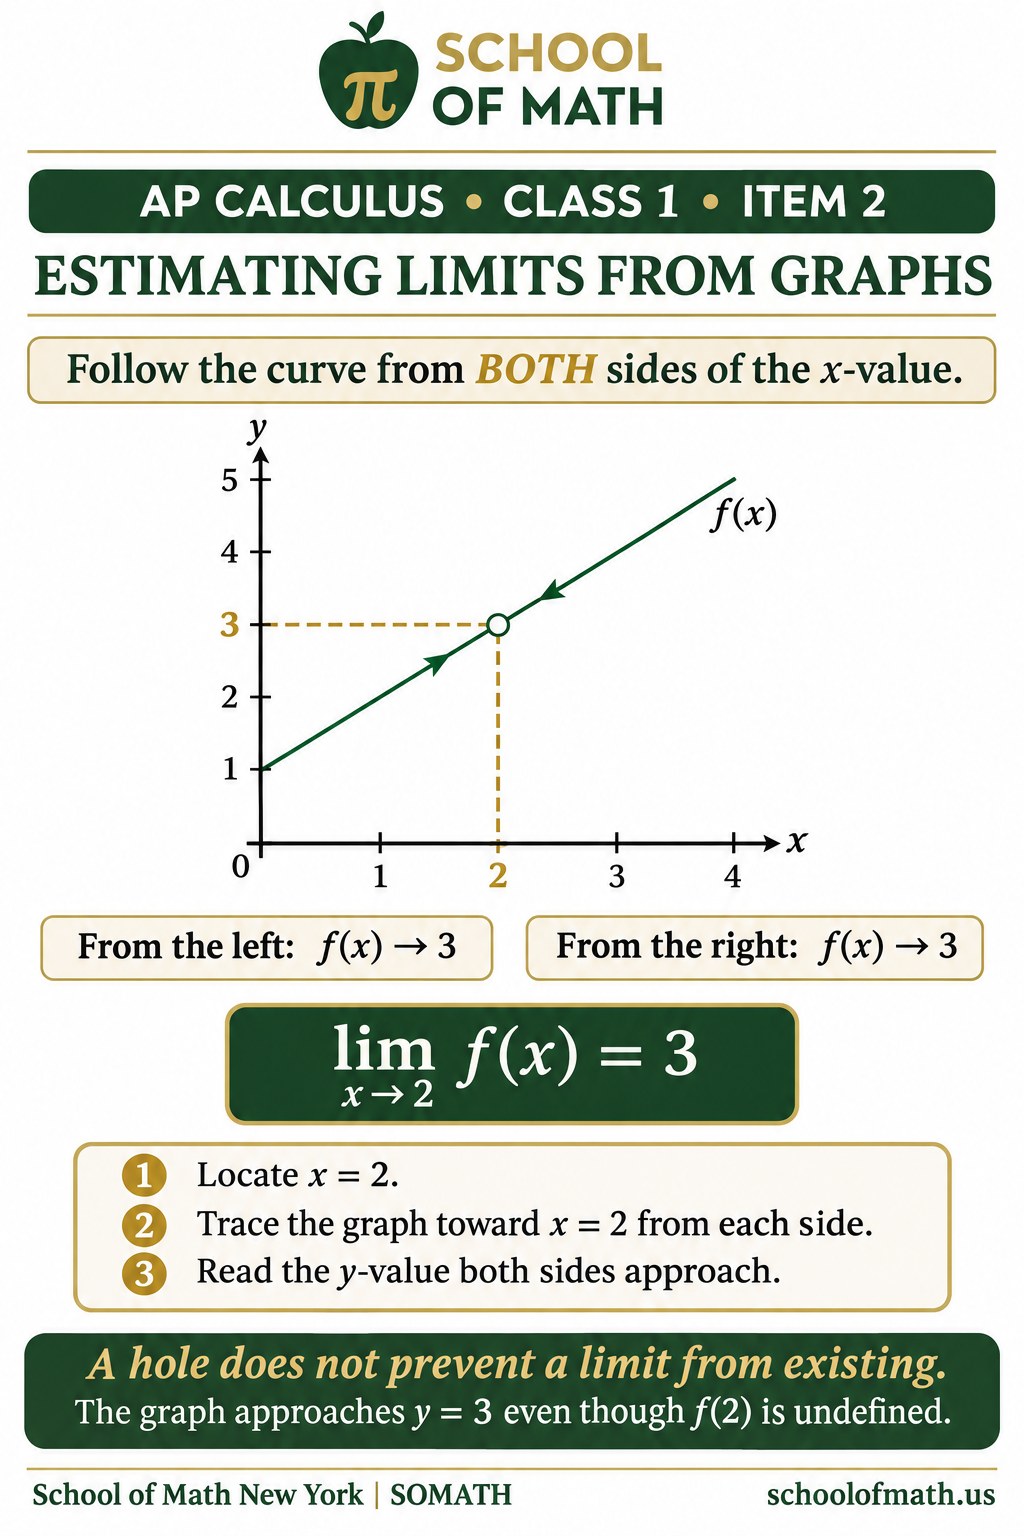 π
SCHOOL
OF MATH
AP CALCULUS • CLASS 1 • ITEM 2
ESTIMATING LIMITS FROM GRAPHS
Follow the curve from BOTH sides of the x-value.
y
5
f(x)
4
3
2
1
0
x
1 2 3 4
From the left: f(x) → 3
From the right: f(x) → 3
lim f(x) = 3
x → 2
1 Locate x = 2.
2 Trace the graph toward x = 2 from each side.
3 Read the y-value both sides approach.
A hole does not prevent a limit from existing.
The graph approaches y = 3 even though f(2) is undefined.
School of Math New York | SOMATH
schoolofmath.us